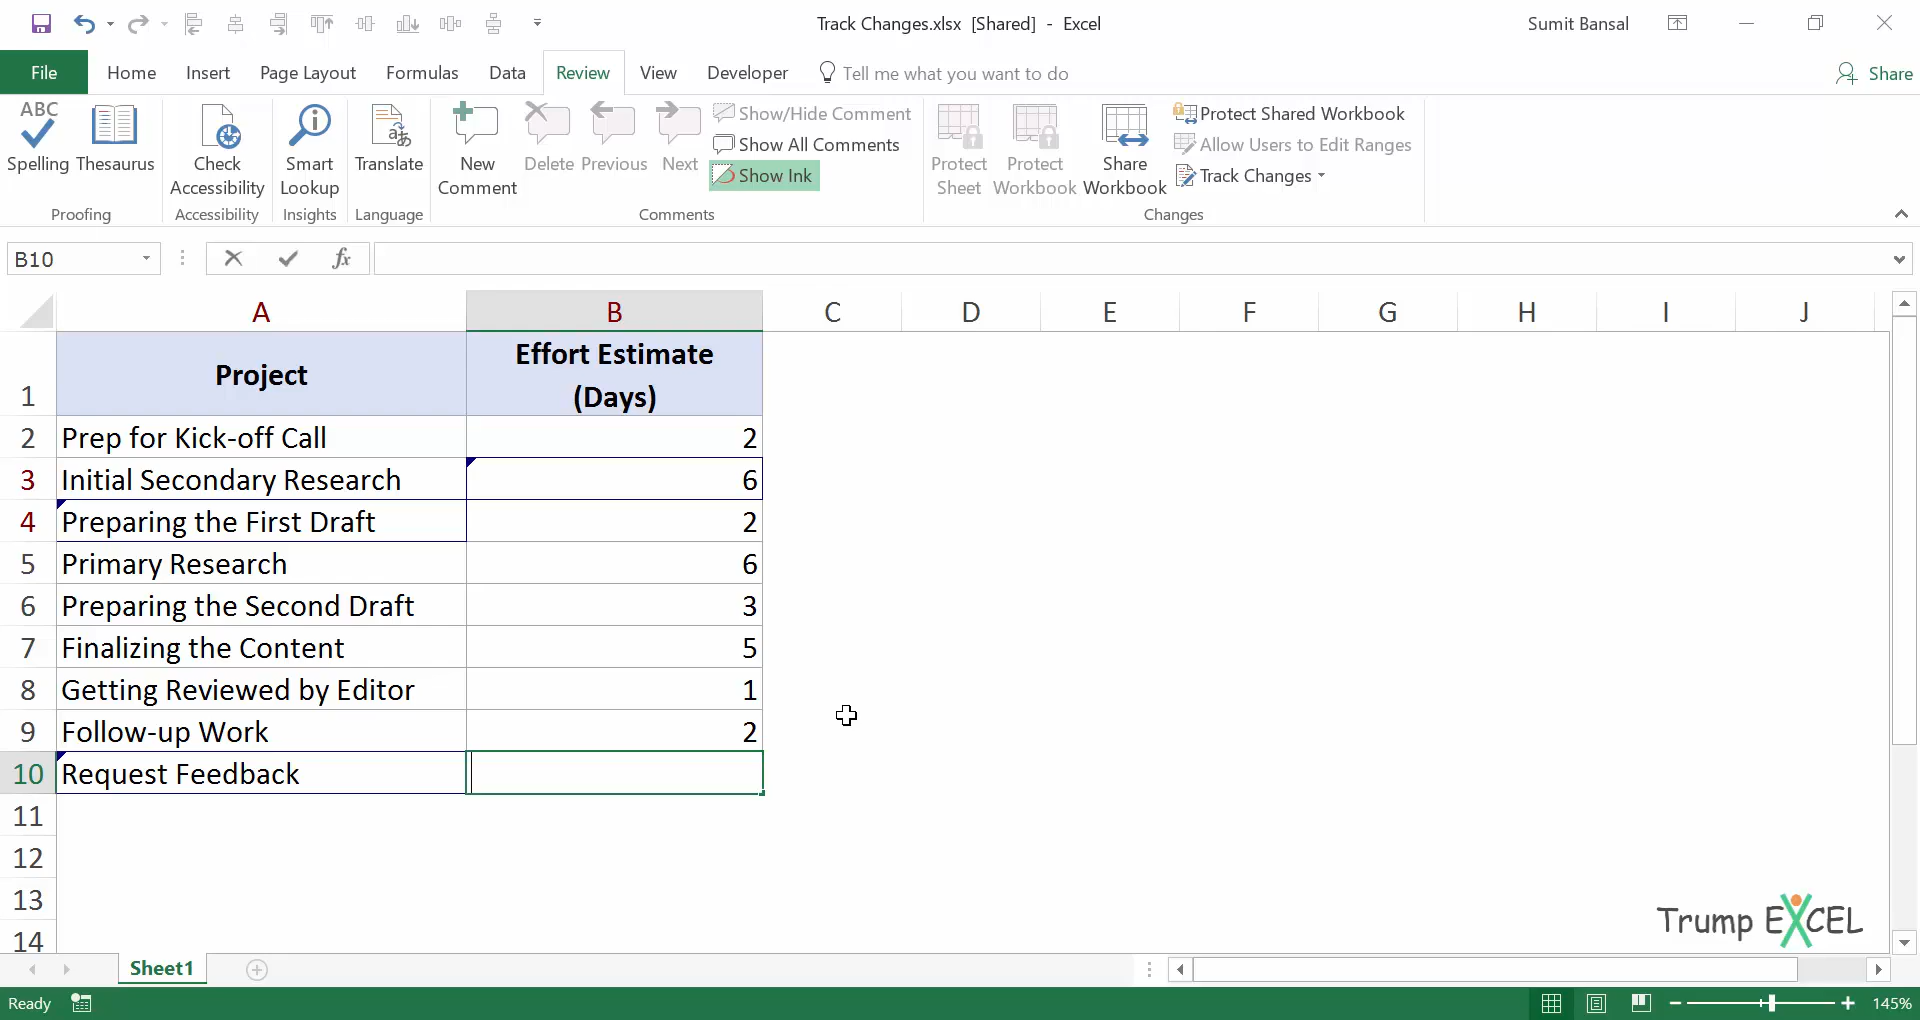 Track Changes.xlsx [Shared] - Excel
Sumit Bansal
File Home Insert Page Layout Formulas Data Review View Developer Tell me what you want to do Share
ABC
Spelling
Thesaurus
Proofing
Check
Accessibility
Accessibility
Smart
Lookup
Insights
Translate
Language
New
Comment
Delete
Previous
Next
Show/Hide Comment
Show All Comments
Show Ink
Comments
Protect
Sheet
Protect
Workbook
Share
Workbook
Protect Shared Workbook
Allow Users to Edit Ranges
Track Changes
Changes
B10
fx
A B C D E F G H I J
1 Project Effort Estimate
(Days)
2 Prep for Kick-off Call 2
3 Initial Secondary Research 6
4 Preparing the First Draft 2
5 Primary Research 6
6 Preparing the Second Draft 3
7 Finalizing the Content 5
8 Getting Reviewed by Editor 1
9 Follow-up Work 2
10 Request Feedback
11
12
13
14
Trump EXCEL
Sheet1
Ready
145%